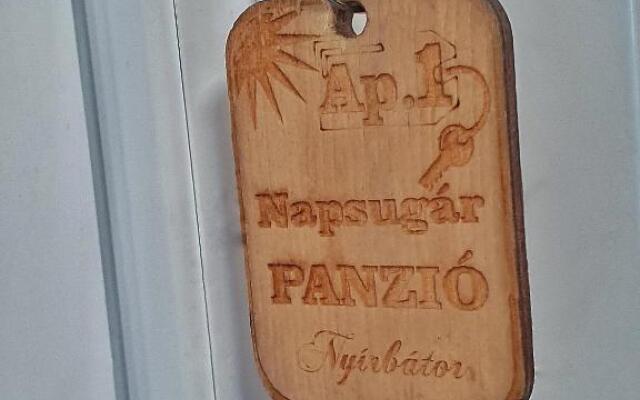 Ap.1
Napsugár
PANZIÓ
Nyírbátor